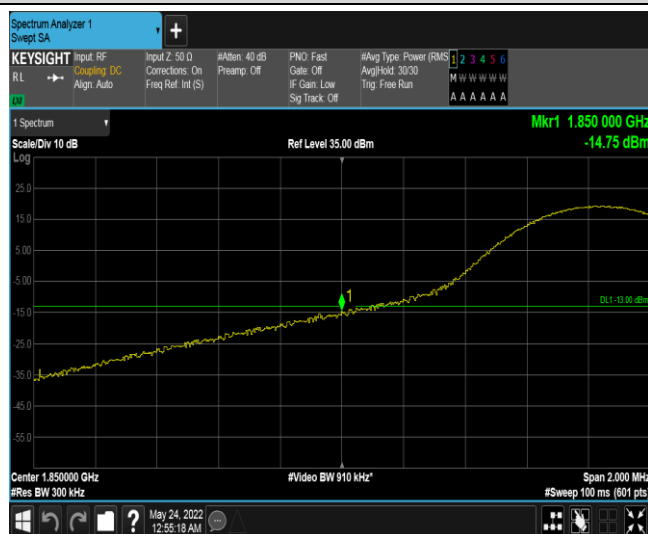 Spectrum Analyzer 1
Swept SA
+
KEYSIGHT
RL
LXI
Input: RF
Coupling: DC
Align: Auto
Input Z: 50 Ω
Corrections: On
Freq Ref: Int (S)
#Atten: 40 dB
Preamp: Off
PNO: Fast
Gate: Off
IF Gain: Low
Sig Track: Off
#Avg Type: Power (RMS
Avg|Hold: 30/30
Trig: Free Run
1 2 3 4 5 6
M W W W W W
A A A A A A
1 Spectrum
Mkr1 1.850 000 GHz
Scale/Div 10 dB
Ref Level 35.00 dBm
-14.75 dBm
Log
25.0
15.0
5.00
-5.00
1
DL1 -13.00 dBm
-15.0
-25.0
-35.0
-45.0
-55.0
Center 1.850000 GHz
#Video BW 910 kHz*
Span 2.000 MHz
#Res BW 300 kHz
#Sweep 100 ms (601 pts)
?
May 24, 2022
12:55:18 AM